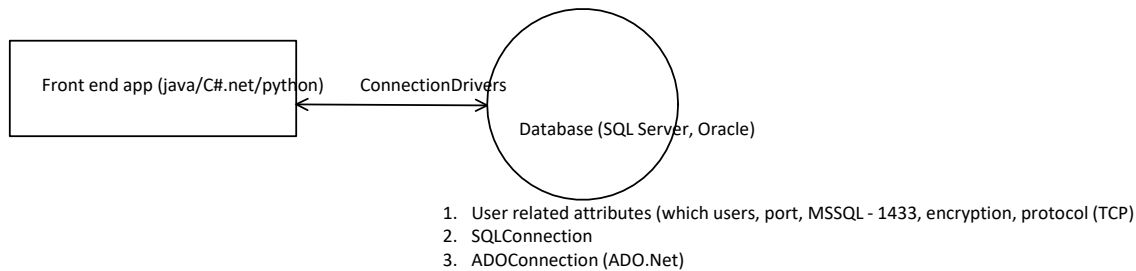 Front end app (java/C#.net/python)
ConnectionDrivers
Database (SQL Server, Oracle)
1. User related attributes (which users, port, MSSQL - 1433, encryption, protocol (TCP)
2. SQLConnection
3. ADOConnection (ADO.Net)